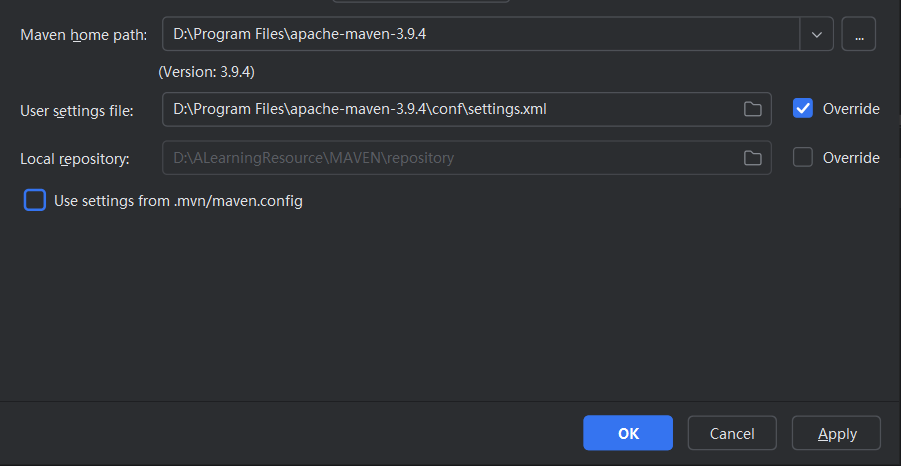 Maven home path: D:\Program Files\apache-maven-3.9.4 ...
(Version: 3.9.4)
User settings file: D:\Program Files\apache-maven-3.9.4\conf\settings.xml Override
Local repository: D:\ALearningResource\MAVEN\repository Override
Use settings from .mvn/maven.config
OK Cancel Apply